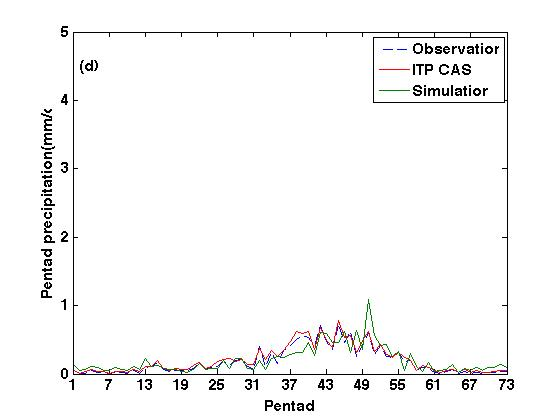 5
(d)
Observatior
ITP CAS
Simulatior
4
3
2
1
0
Pentad precipitation(mm/c
1 7 13 19 25 31 37 43 49 55 61 67 73
Pentad